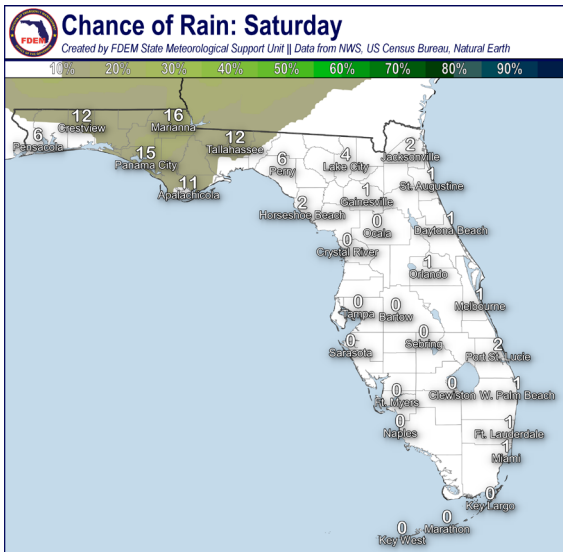 Chance of Rain: Saturday
Created by FDEM State Meteorological Support Unit || Data from NWS, US Census Bureau, Natural Earth
FDEM
10% 20% 30% 40% 50% 60% 70% 80% 90%
12
Crestview
16
Marianna
6
Pensacola
15
Panama City
12
Tallahassee
11
Apalachicola
6
Perry
4
Lake City
2
Jacksonville
1
St. Augustine
2
Horseshoe Beach
1
Gainesville
0
Ocala
1
Daytona Beach
0
Crystal River
1
Orlando
1
Melbourne
0
Tampa
0
Bartow
0
Sebring
0
Sarasota
2
Port St. Lucie
0
Ft. Myers
0
Clewiston
1
W. Palm Beach
0
Naples
1
Ft. Lauderdale
1
Miami
0
Key Largo
0
Marathon
0
Key West